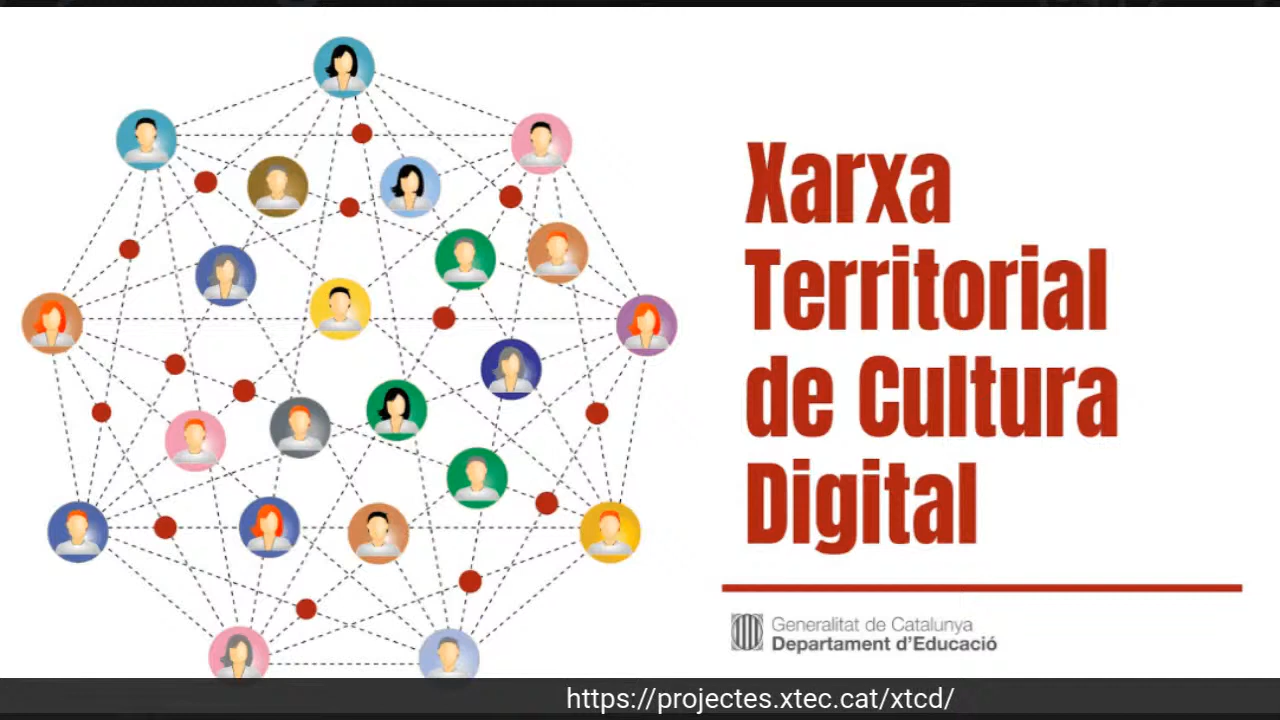 Xarxa
Territorial
de Cultura
Digital
Generalitat de Catalunya
Departament d'Educació
https://projectes.xtec.cat/xtcd/